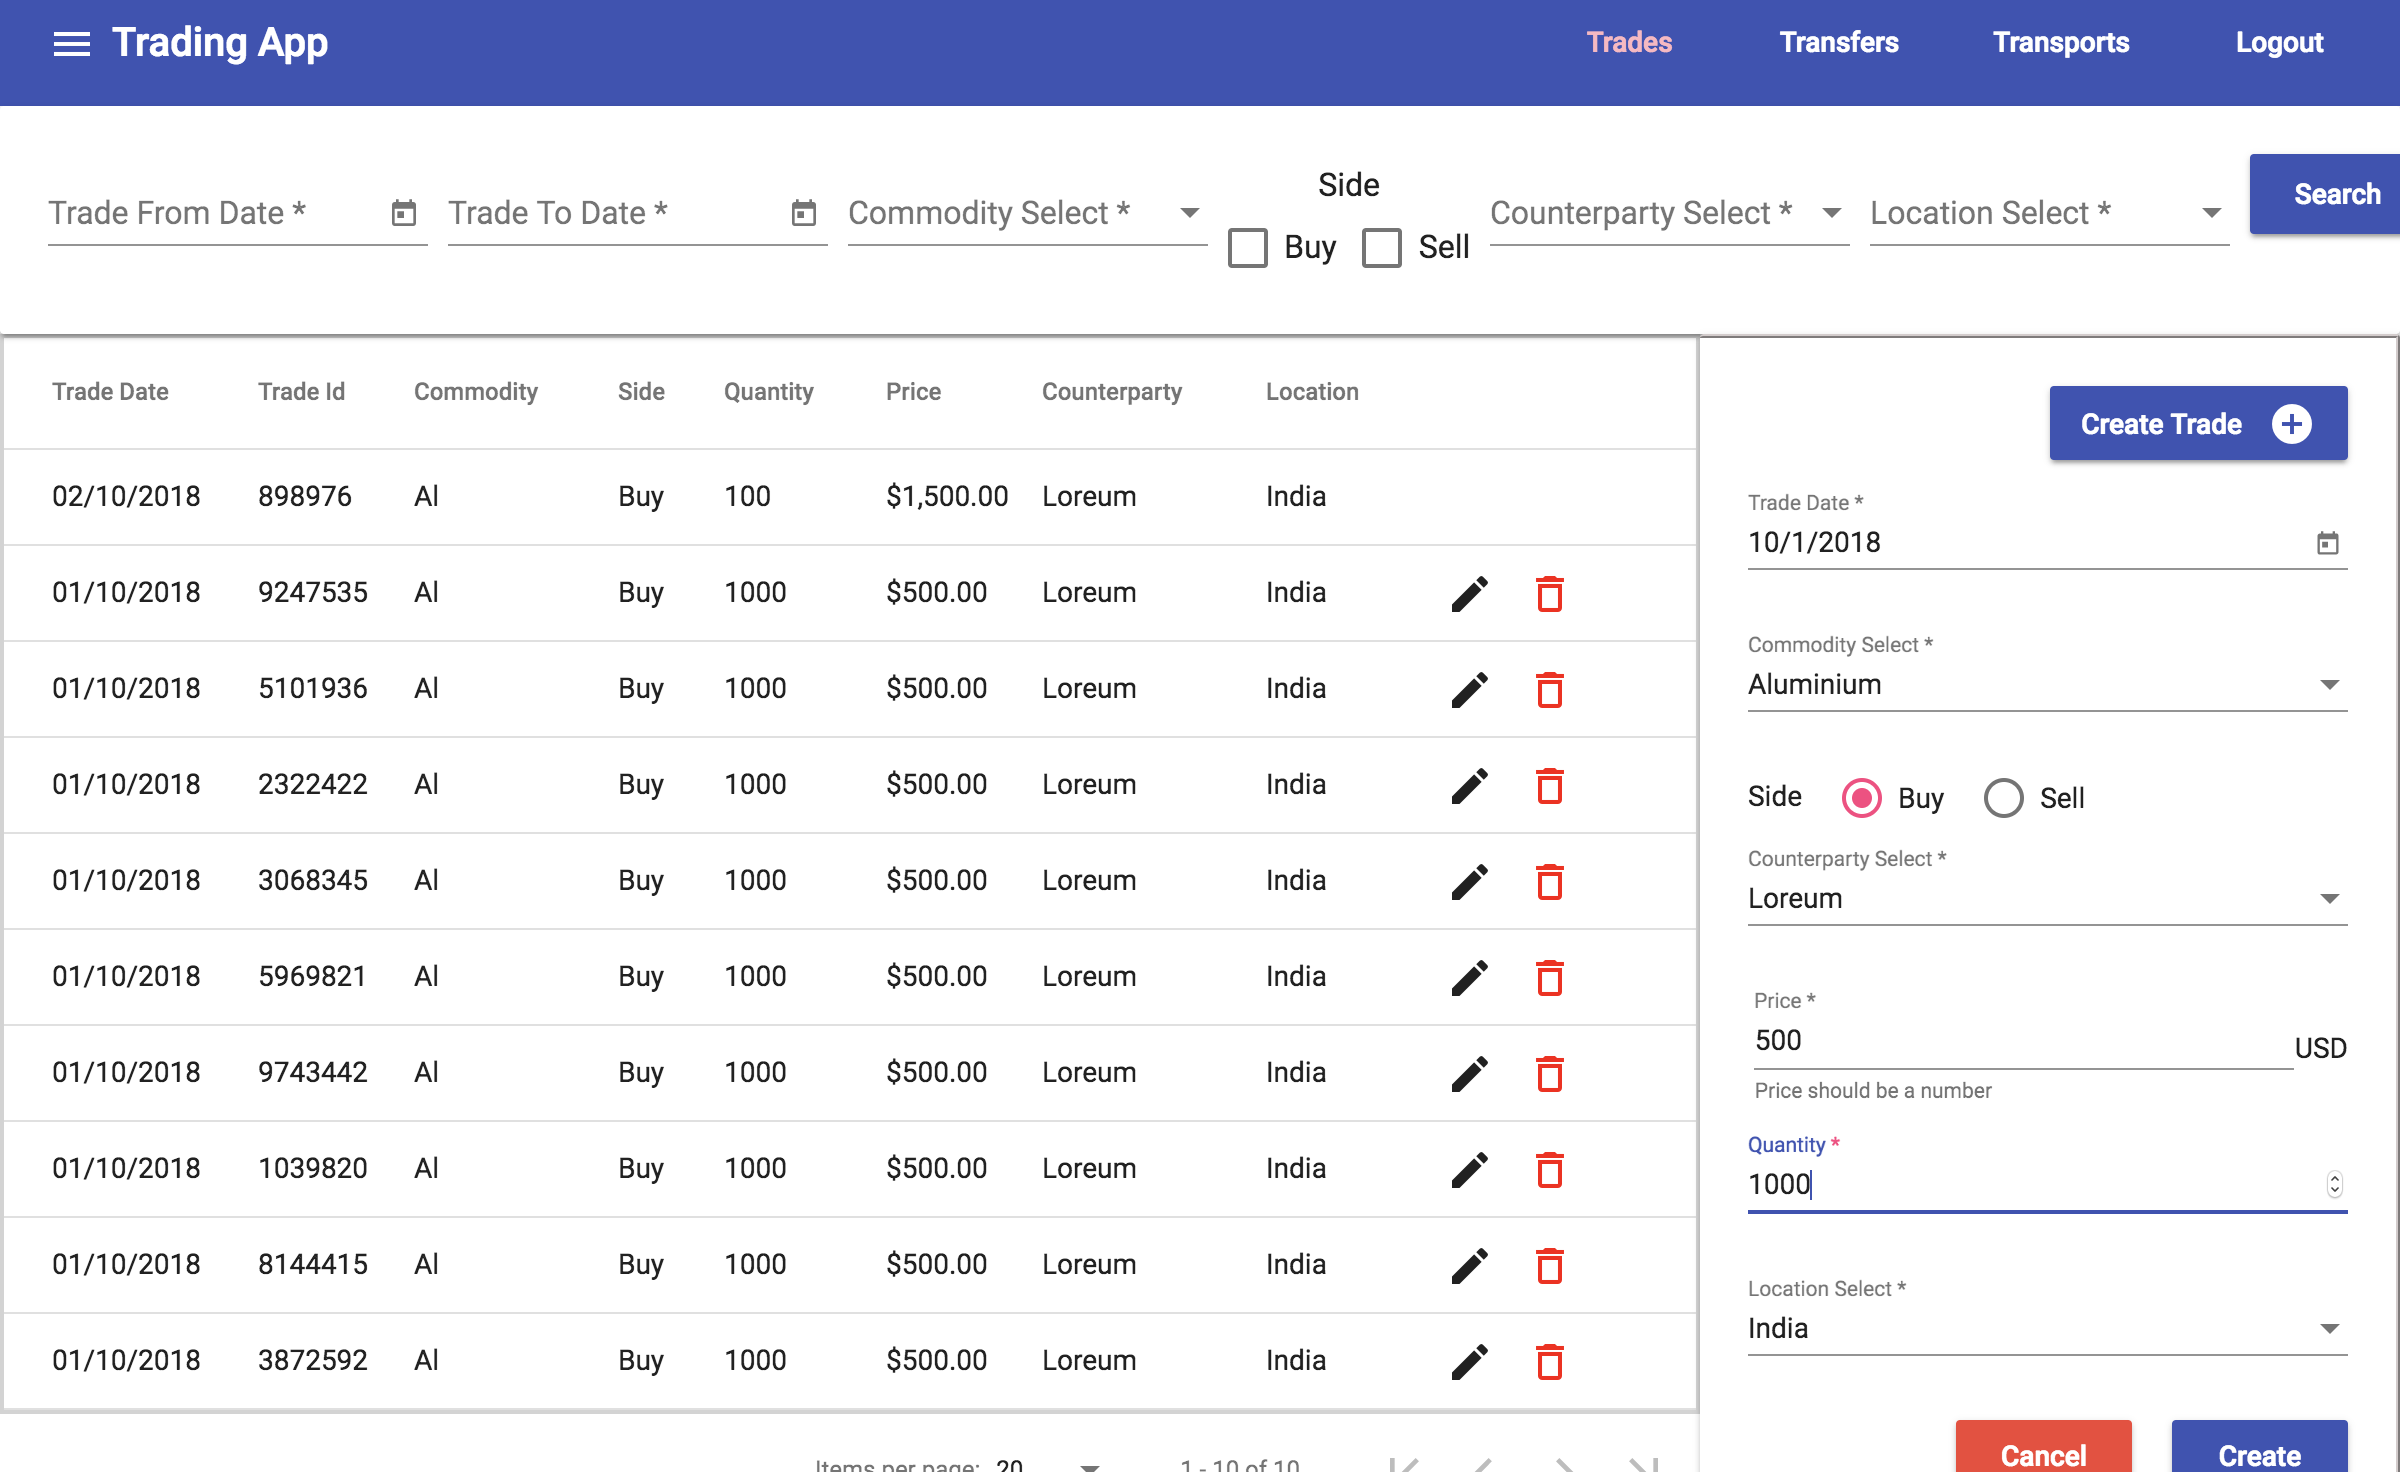 Trading App
Trades Transfers Transports Logout
Trade From Date * Trade To Date * Commodity Select * Side Buy Sell Counterparty Select * Location Select * Search
Trade Date Trade Id Commodity Side Quantity Price Counterparty Location
02/10/2018 898976 Al Buy 100 $1,500.00 Loreum India
01/10/2018 9247535 Al Buy 1000 $500.00 Loreum India
01/10/2018 5101936 Al Buy 1000 $500.00 Loreum India
01/10/2018 2322422 Al Buy 1000 $500.00 Loreum India
01/10/2018 3068345 Al Buy 1000 $500.00 Loreum India
01/10/2018 5969821 Al Buy 1000 $500.00 Loreum India
01/10/2018 9743442 Al Buy 1000 $500.00 Loreum India
01/10/2018 1039820 Al Buy 1000 $500.00 Loreum India
01/10/2018 8144415 Al Buy 1000 $500.00 Loreum India
01/10/2018 3872592 Al Buy 1000 $500.00 Loreum India
Items per page: 20 1 - 10 of 10
Create Trade
Trade Date *
10/1/2018
Commodity Select *
Aluminium
Side Buy Sell
Counterparty Select *
Loreum
Price *
500 USD
Price should be a number
Quantity *
1000
Location Select *
India
Cancel Create